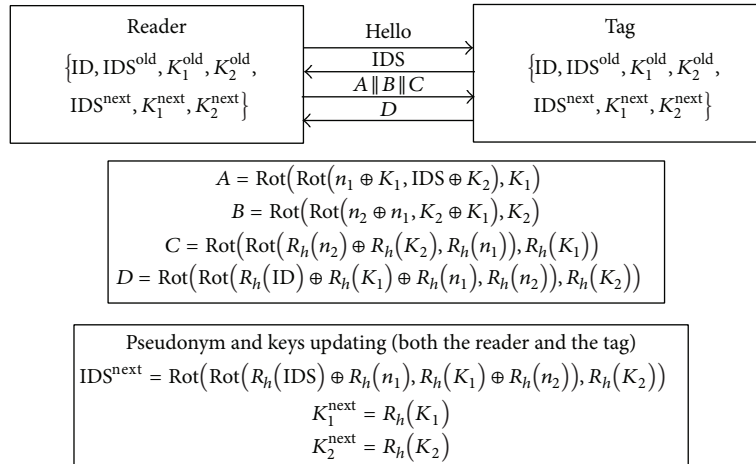 Reader
{ID, IDS^old, K_1^old, K_2^old,
IDS^next, K_1^next, K_2^next}
Hello
IDS
A‖B‖C
D
Tag
{ID, IDS^old, K_1^old, K_2^old,
IDS^next, K_1^next, K_2^next}
A = Rot(Rot(n_1 ⊕ K_1, IDS ⊕ K_2), K_1)
B = Rot(Rot(n_2 ⊕ n_1, K_2 ⊕ K_1), K_2)
C = Rot(Rot(R_h(n_2) ⊕ R_h(K_2), R_h(n_1)), R_h(K_1))
D = Rot(Rot(R_h(ID) ⊕ R_h(K_1) ⊕ R_h(n_1), R_h(n_2)), R_h(K_2))
Pseudonym and keys updating (both the reader and the tag)
IDS^next = Rot(Rot(R_h(IDS) ⊕ R_h(n_1), R_h(K_1) ⊕ R_h(n_2)), R_h(K_2))
K_1^next = R_h(K_1)
K_2^next = R_h(K_2)